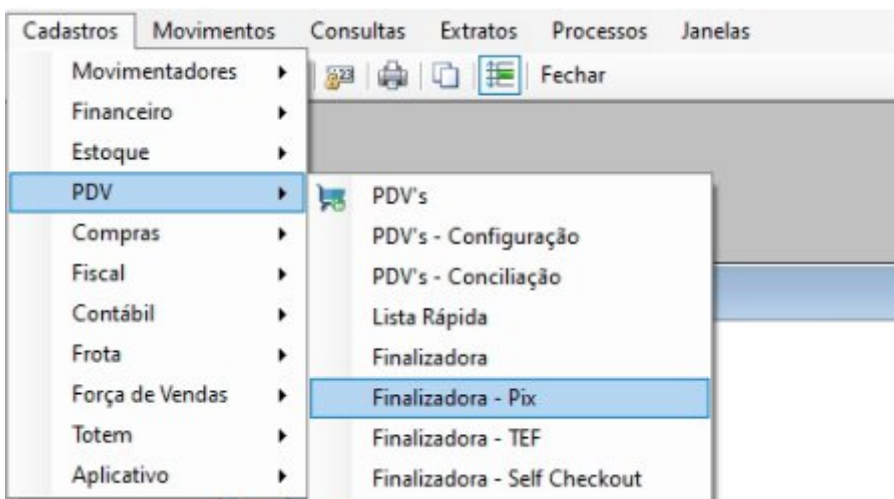 Cadastros Movimentos Consultas Extratos Processos Janelas
Movimentadores
Fechar
Financeiro
Estoque
PDV
Compras
Fiscal
Contábil
Frota
Força de Vendas
Totem
Aplicativo
PDV's
PDV's - Configuração
PDV's - Conciliação
Lista Rápida
Finalizadora
Finalizadora - Pix
Finalizadora - TEF
Finalizadora - Self Checkout